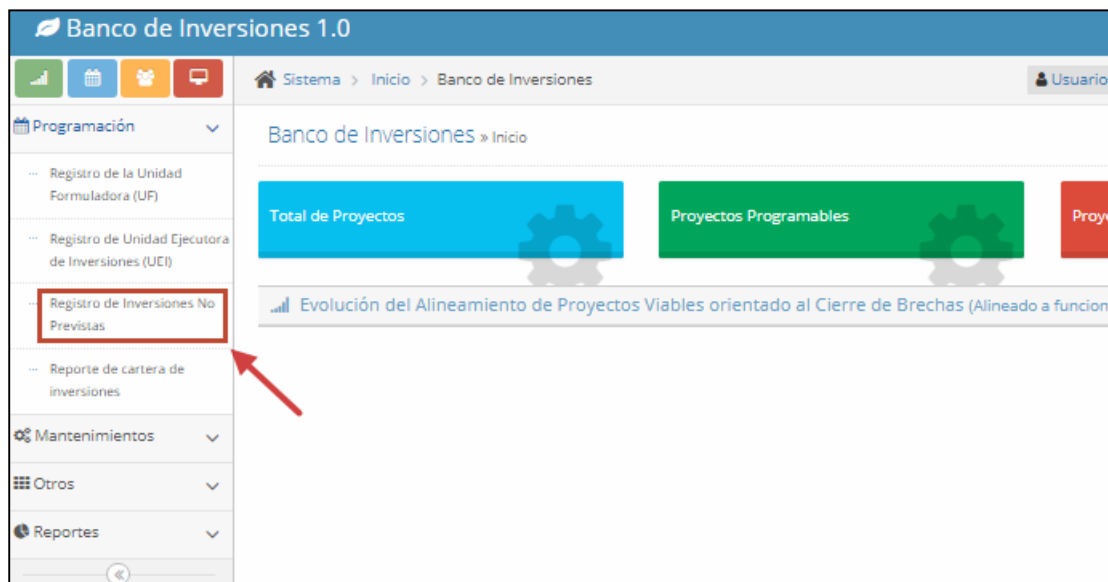 Banco de Inversiones 1.0
Sistema > Inicio > Banco de Inversiones
Usuario
Programación
Registro de la Unidad
Formuladora (UF)
Registro de Unidad Ejecutora
de Inversiones (UEI)
Registro de Inversiones No
Previstas
Reporte de cartera de
inversiones
Mantenimientos
Otros
Reportes
Banco de Inversiones » Inicio
Total de Proyectos
Proyectos Programables
Proye
Evolución del Alineamiento de Proyectos Viables orientado al Cierre de Brechas (Alineado a funcion